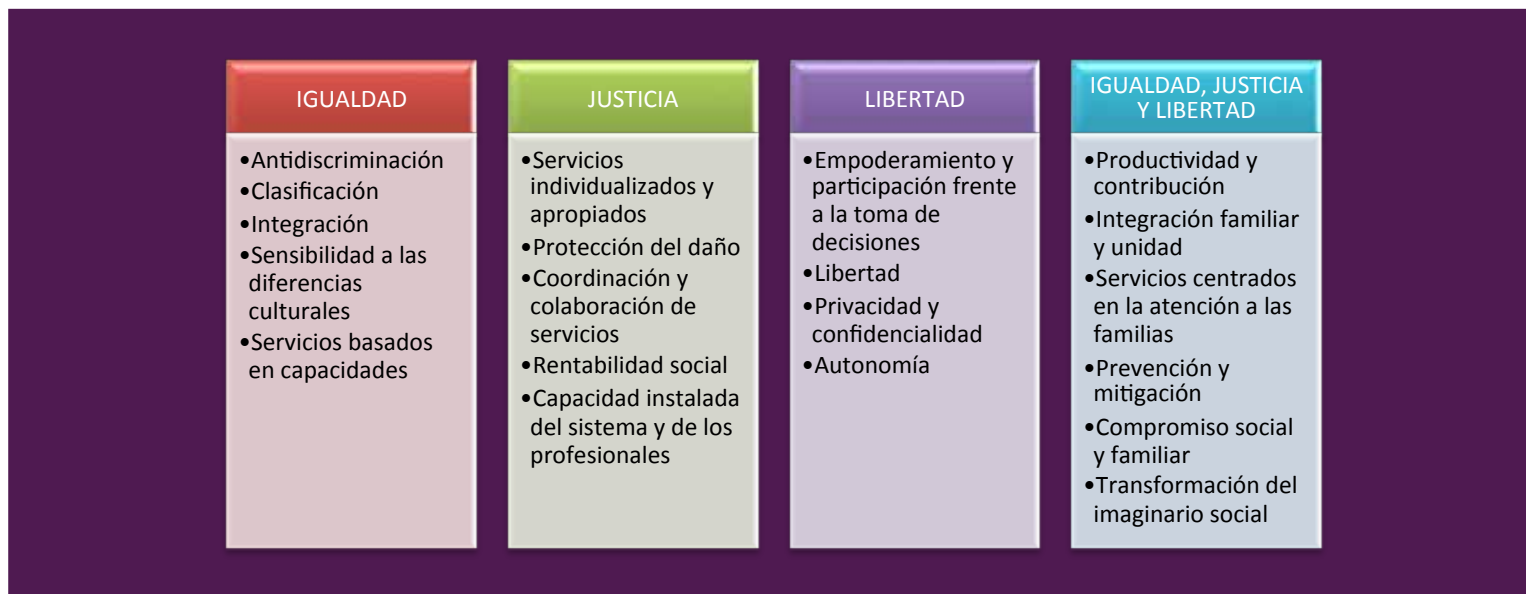 IGUALDAD
•Antidiscriminación
•Clasificación
•Integración
•Sensibilidad a las
diferencias
culturales
•Servicios basados
en capacidades
JUSTICIA
•Servicios
individualizados y
apropiados
•Protección del daño
•Coordinación y
colaboración de
servicios
•Rentabilidad social
•Capacidad instalada
del sistema y de los
profesionales
LIBERTAD
•Empoderamiento y
participación frente
a la toma de
decisiones
•Libertad
•Privacidad y
confidencialidad
•Autonomía
IGUALDAD, JUSTICIA
Y LIBERTAD
•Productividad y
contribución
•Integración familiar
y unidad
•Servicios centrados
en la atención a las
familias
•Prevención y
mitigación
•Compromiso social
y familiar
•Transformación del
imaginario social